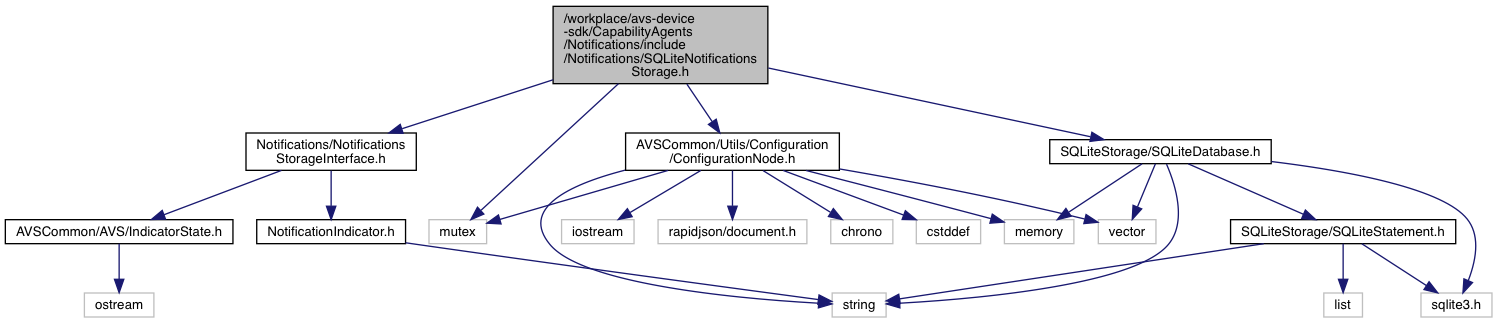 /workplace/avs-device
-sdk/CapabilityAgents
/Notifications/include
/Notifications/SQLiteNotifications
Storage.h
Notifications/Notifications
StorageInterface.h
AVSCommon/Utils/Configuration
/ConfigurationNode.h
SQLiteStorage/SQLiteDatabase.h
AVSCommon/AVS/IndicatorState.h
NotificationIndicator.h
mutex
iostream
rapidjson/document.h
chrono
cstddef
memory
vector
SQLiteStorage/SQLiteStatement.h
ostream
string
list
sqlite3.h